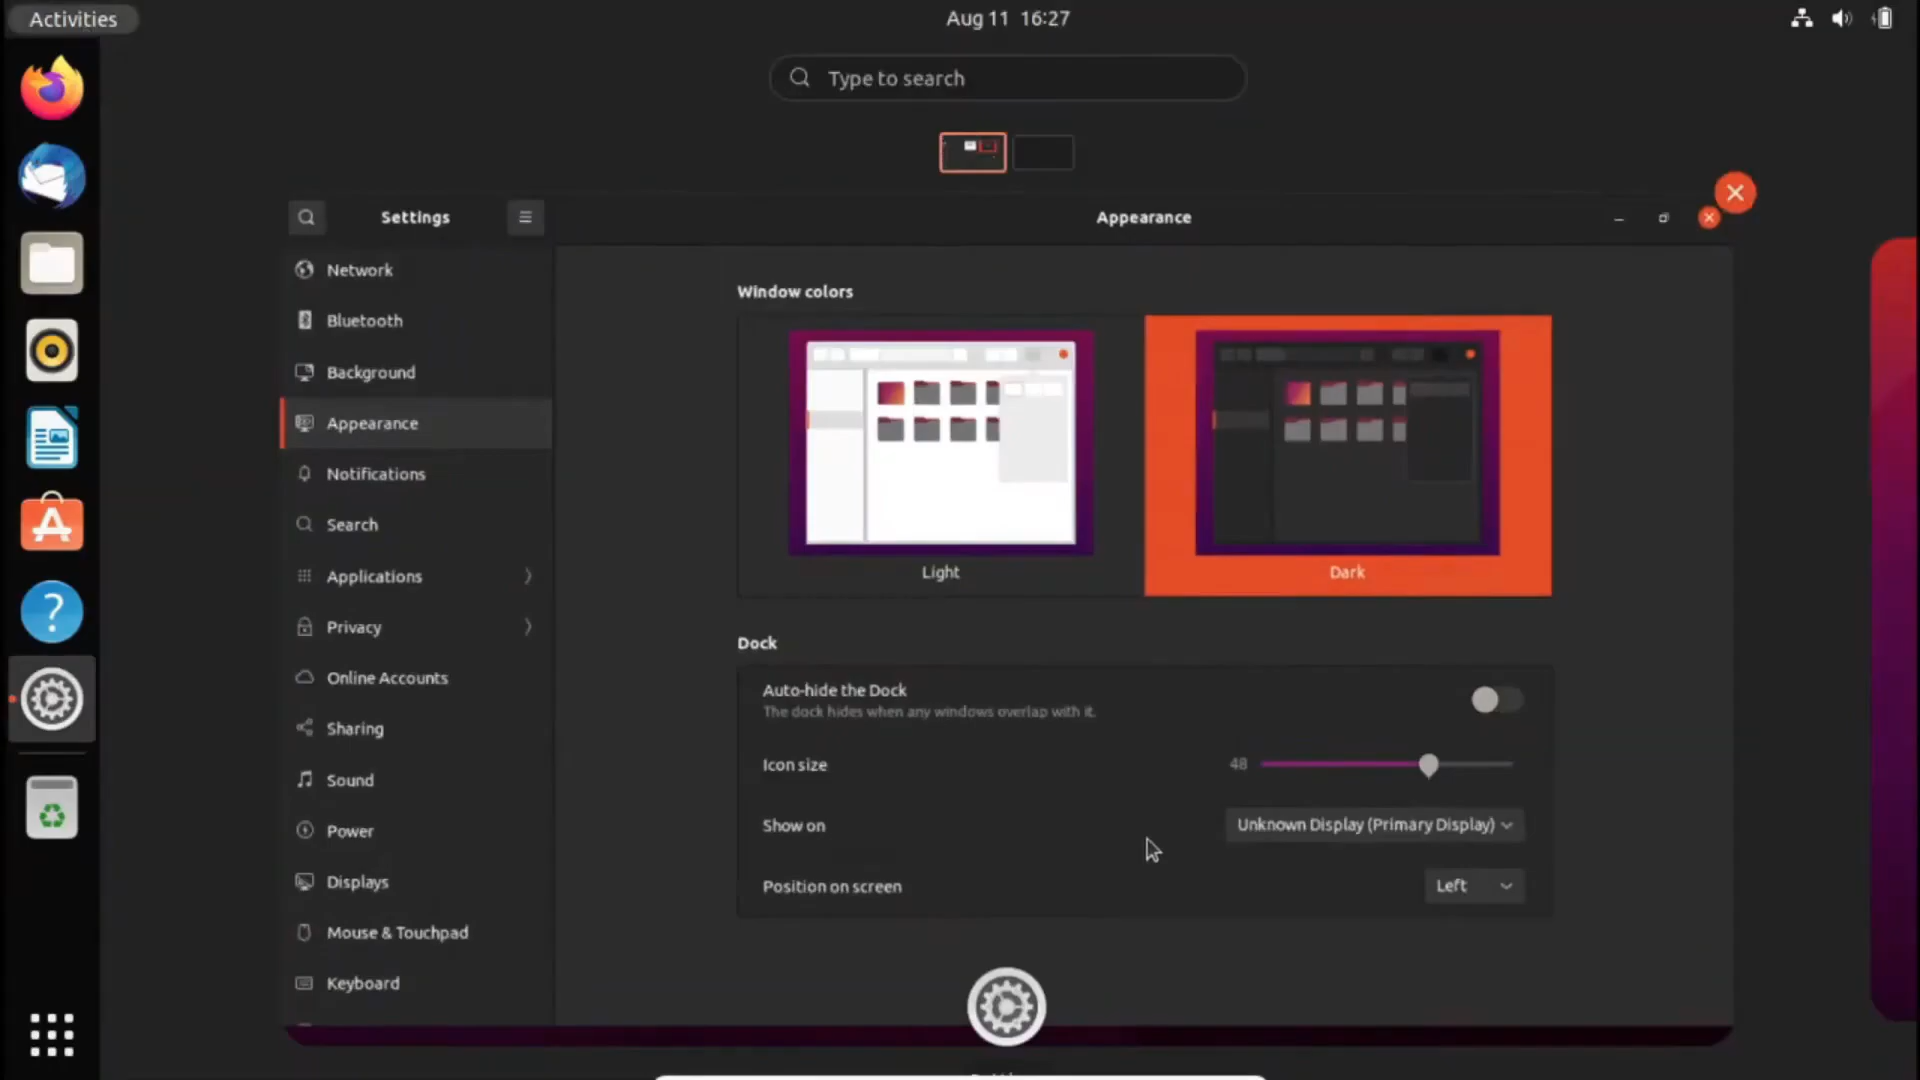 Activities
Aug 11 16:27
Type to search
Settings
Appearance
Network
Bluetooth
Background
Appearance
Notifications
Search
Applications
Privacy
Online Accounts
Sharing
Sound
Power
Displays
Mouse & Touchpad
Keyboard
Window colors
Light
Dark
Dock
Auto-hide the Dock
The dock hides when any windows overlap with it.
Icon size
48
Show on
Unknown Display (Primary Display)
Position on screen
Left